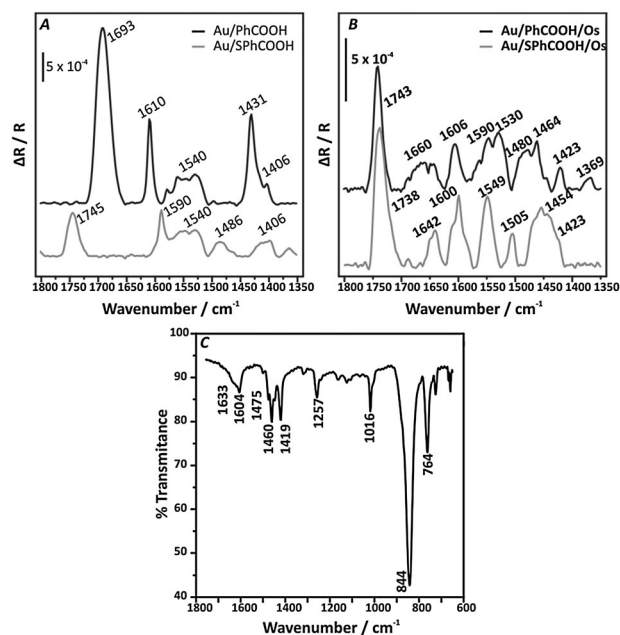 A
Au/PhCOOH
Au/SPhCOOH
5 x 10⁻⁴
1693
1610
1540
1431
1406
1745
1590
1540
1486
1406
ΔR / R
1800 1750 1700 1650 1600 1550 1500 1450 1400 1350
Wavenumber / cm⁻¹
B
Au/PhCOOH/Os
Au/SPhCOOH/Os
5 x 10⁻⁴
1743
1660
1606
1590
1530
1480
1464
1423
1369
1738
1642
1600
1549
1505
1454
1423
ΔR / R
1800 1750 1700 1650 1600 1550 1500 1450 1400 1350
Wavenumber / cm⁻¹
C
100
90
80
70
60
50
40
% Transmitance
1633
1604
1475
1460
1419
1257
1016
844
764
1800 1600 1400 1200 1000 800 600
Wavenumber / cm⁻¹